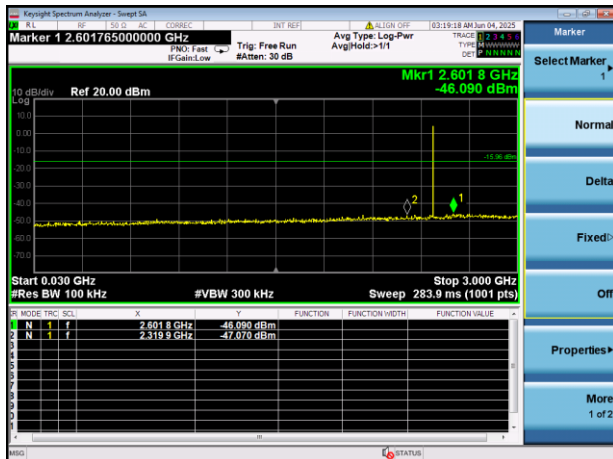 Keysight Spectrum Analyzer - Swept SA
RL RF 50 Ω AC CORREC INT REF ALIGN OFF 03:19:18 AM Jun 04, 2025
Marker 1 2.601765000000 GHz
PNO: Fast
IFGain:Low
Trig: Free Run
#Atten: 30 dB
Avg Type: Log-Pwr
Avg|Hold:>1/1
TRACE 1 2 3 4 5 6
TYPE M WWWWW
DET P N N N N N
Mkr1 2.601 8 GHz
-46.090 dBm
10 dB/div Ref 20.00 dBm
Log
10.0
0.00
-10.0
-15.96 dBm
-20.0
-30.0
-40.0
-50.0
-60.0
-70.0
2
1
Start 0.030 GHz Stop 3.000 GHz
#Res BW 100 kHz #VBW 300 kHz Sweep 283.9 ms (1001 pts)
MODE TRC SCL X Y FUNCTION FUNCTION WIDTH FUNCTION VALUE
1 N 1 f 2.601 8 GHz -46.090 dBm
2 N 1 f 2.319 9 GHz -47.070 dBm
3
4
5
6
7
8
9
MSG STATUS
Marker
Select Marker
1
Normal
Delta
Fixed
Off
Properties
More
1 of 2